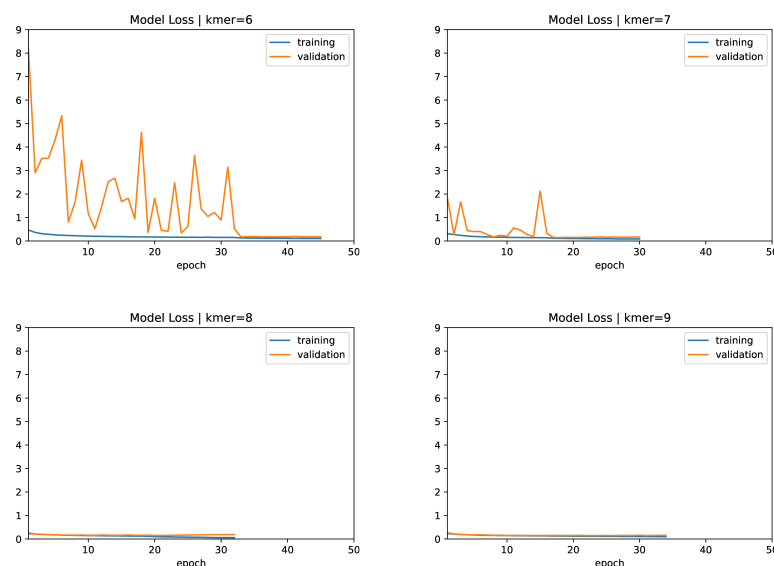 Model Loss | kmer=6
9
8
7
6
5
4
3
2
1
0
training
validation
10 20 30 40 50
epoch
Model Loss | kmer=7
9
8
7
6
5
4
3
2
1
0
training
validation
10 20 30 40 50
epoch
Model Loss | kmer=8
9
8
7
6
5
4
3
2
1
0
training
validation
10 20 30 40 50
epoch
Model Loss | kmer=9
9
8
7
6
5
4
3
2
1
0
training
validation
10 20 30 40 50
epoch